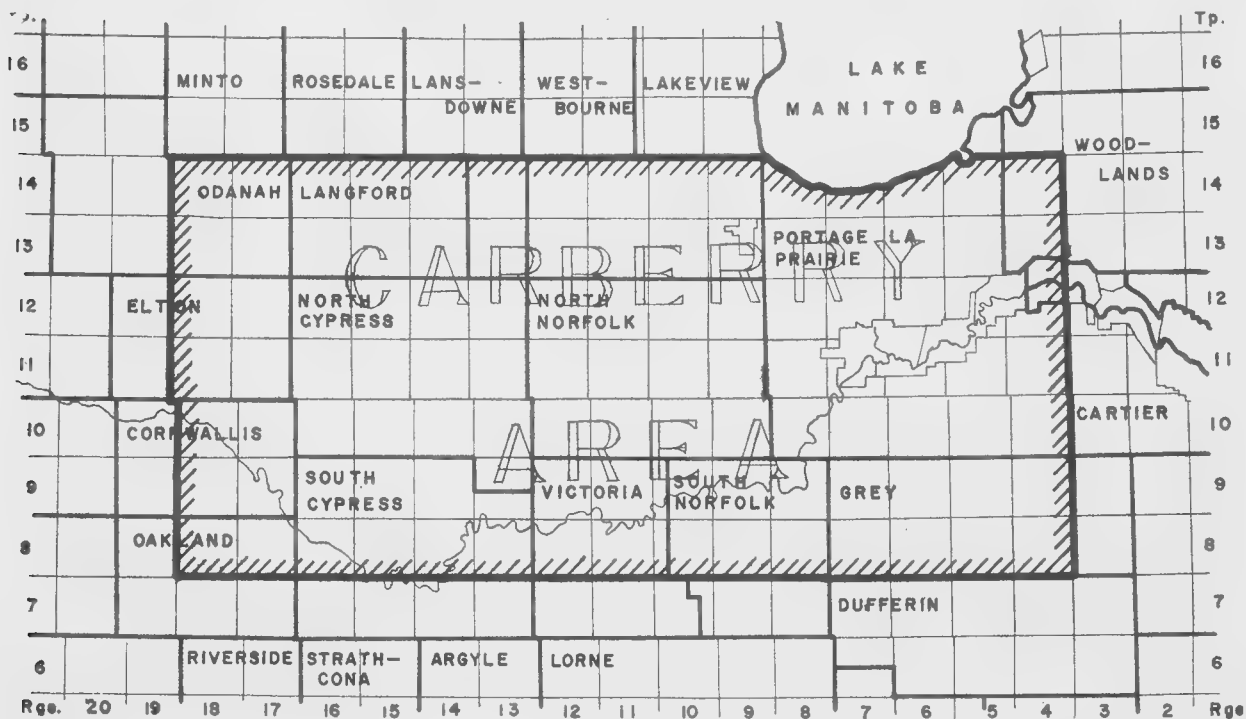 Tp.
16 MINTO ROSEDALE LANS- WEST- LAKEVIEW LAKE 16
DOWNE BOURNE MANITOBA
15 WOOD- 15
14 ODANAH LANGFORD LANDS 14
13 CARBERRY PORTAGE LA 13
PRAIRIE
12 ELTON NORTH NORTH 12
CYPRESS NORFOLK
11 11
10 CORNWALLIS AREA CARTIER 10
9 SOUTH VICTORIA SOUTH GREY 9
CYPRESS NORFOLK
8 OAKLAND 8
7 DUFFERIN 7
6 RIVERSIDE STRATH- ARGYLE LORNE 6
CONA
Rge. 20 19 18 17 16 15 14 13 12 11 10 9 8 7 6 5 4 3 2 Rge